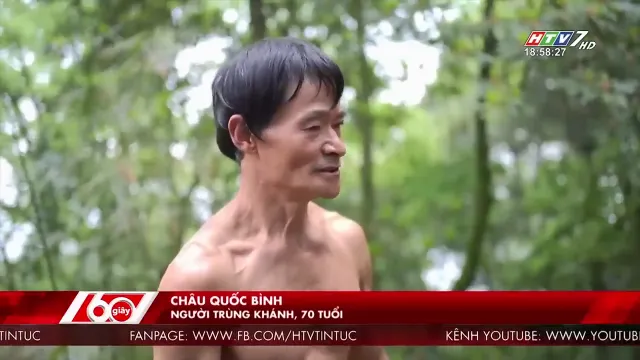 HTV7 HD
18:58:27
60 giây
CHÂU QUỐC BÌNH
NGƯỜI TRÙNG KHÁNH, 70 TUỔI
/TINTUC
FANPAGE: WWW.FB.COM/HTVTINTUC
KÊNH YOUTUBE: WWW.YOUTUB